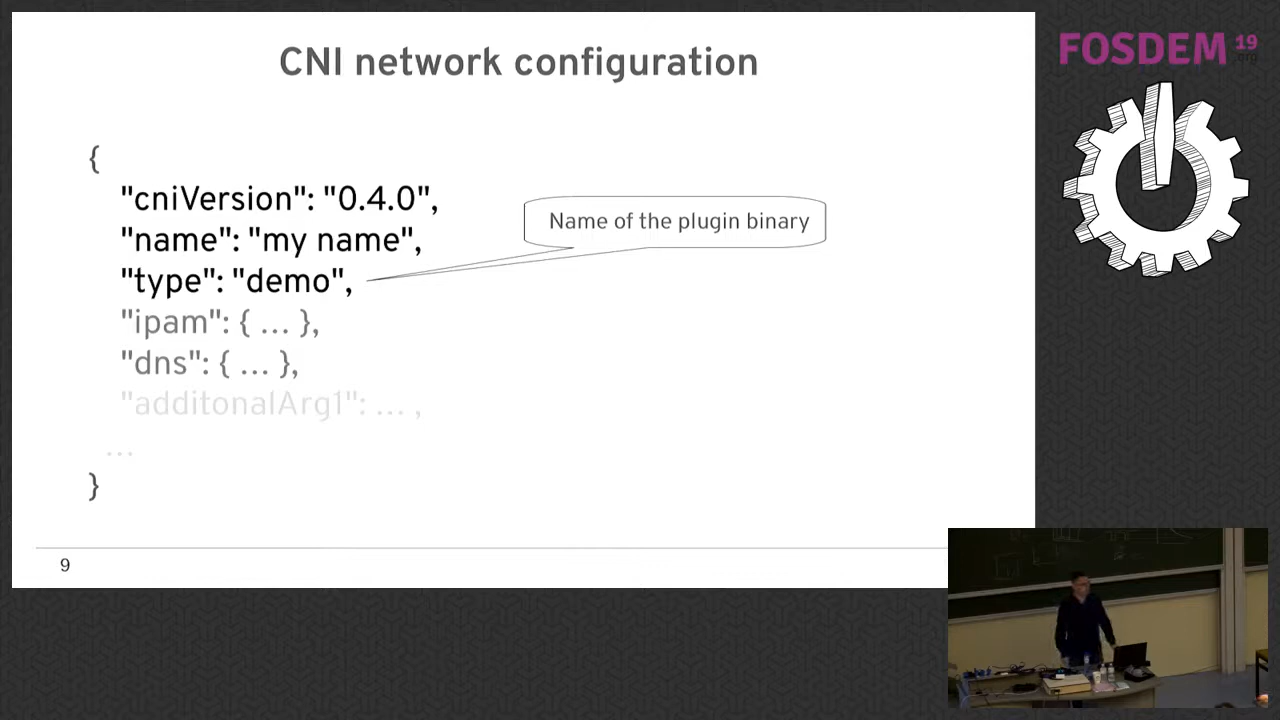 CNI network configuration
{
"cniVersion": "0.4.0",
"name": "my name",
"type": "demo",
"ipam": { ... },
"dns": { ... },
"additonalArg1": ... ,
...
}
Name of the plugin binary
9
FOSDEM 19
.org